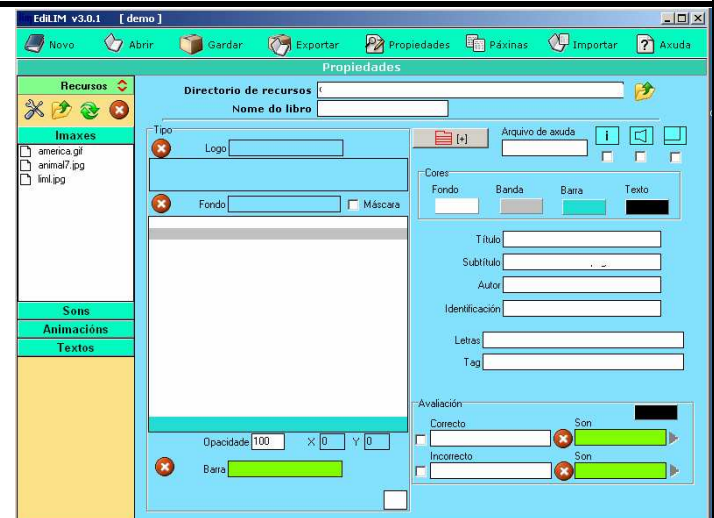 EdiLIM v3.0.1 [ demo ]
Novo Abrir Gardar Exportar Propiedades Páxinas Importar Axuda
Propiedades
Recursos
Directorio de recursos
Nome do libro
Imaxes
america.gif
animal7.jpg
liml.jpg
Sons
Animacións
Textos
Tipo
Logo
Fondo Máscara
Opacidade 100 X 0 Y 0
Barra
[+] Arquivo de axuda i
Cores
Fondo Banda Barra Texto
Título
Subtítulo
Autor
Identificación
Letras
Tag
Avaliación
Correcto Son
Incorrecto Son